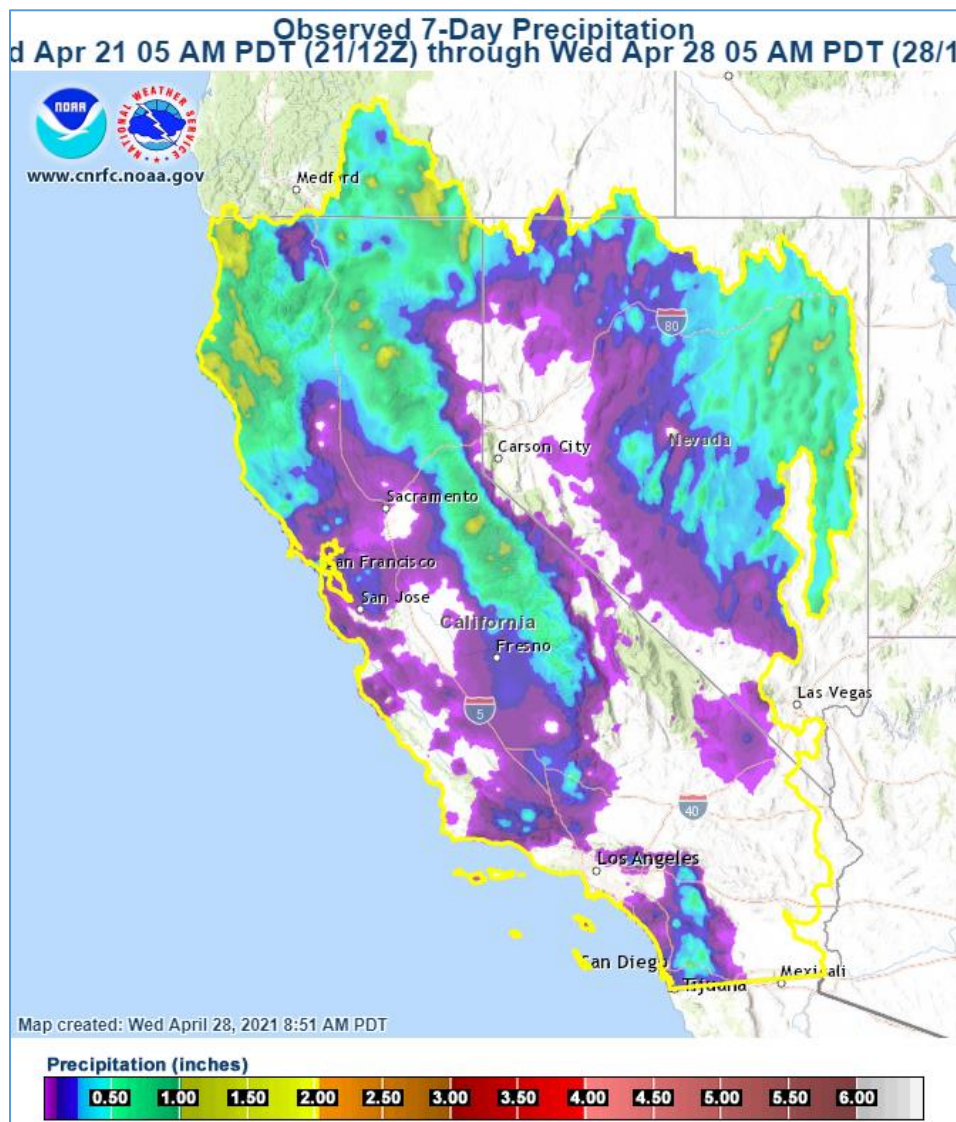 Observed 7-Day Precipitation
d Apr 21 05 AM PDT (21/12Z) through Wed Apr 28 05 AM PDT (28/1
NOAA
NATIONAL WEATHER SERVICE
www.cnrfc.noaa.gov
Medford
80
Nevada
Carson City
Sacramento
an Francisco
San Jose
California
Fresno
Las Vegas
5
40
Los Angeles
San Diego
Mexicali
Tijuana
Map created: Wed April 28, 2021 8:51 AM PDT
Precipitation (inches)
0.50 1.00 1.50 2.00 2.50 3.00 3.50 4.00 4.50 5.00 5.50 6.00